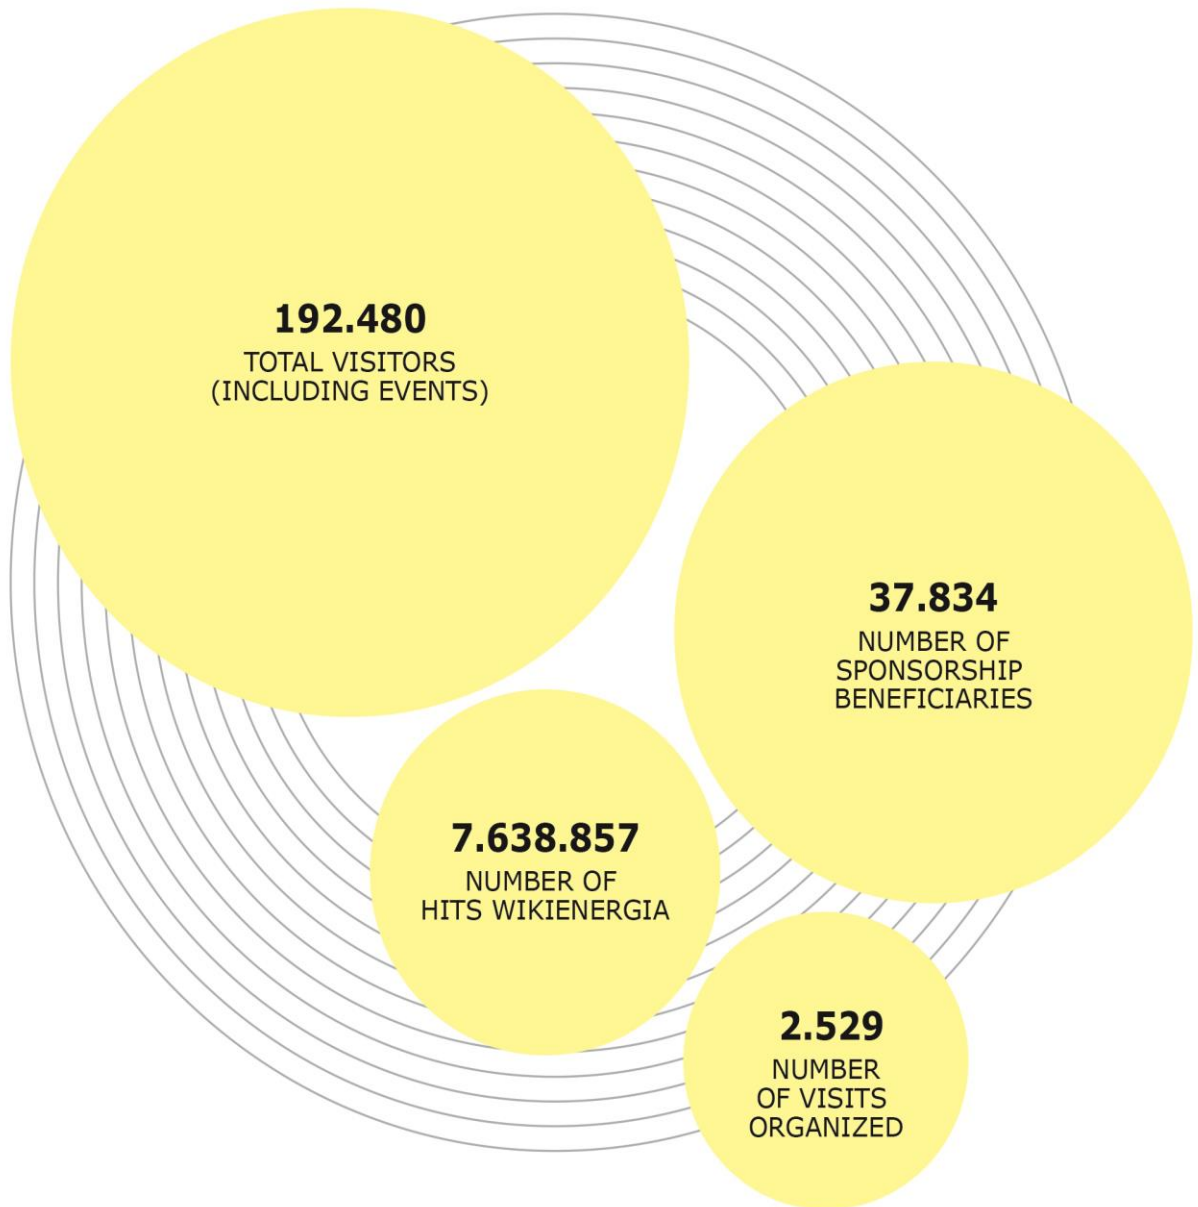 192.480
TOTAL VISITORS
(INCLUDING EVENTS)
37.834
NUMBER OF
SPONSORSHIP
BENEFICIARIES
7.638.857
NUMBER OF
HITS WIKIENERGIA
2.529
NUMBER
OF VISITS
ORGANIZED